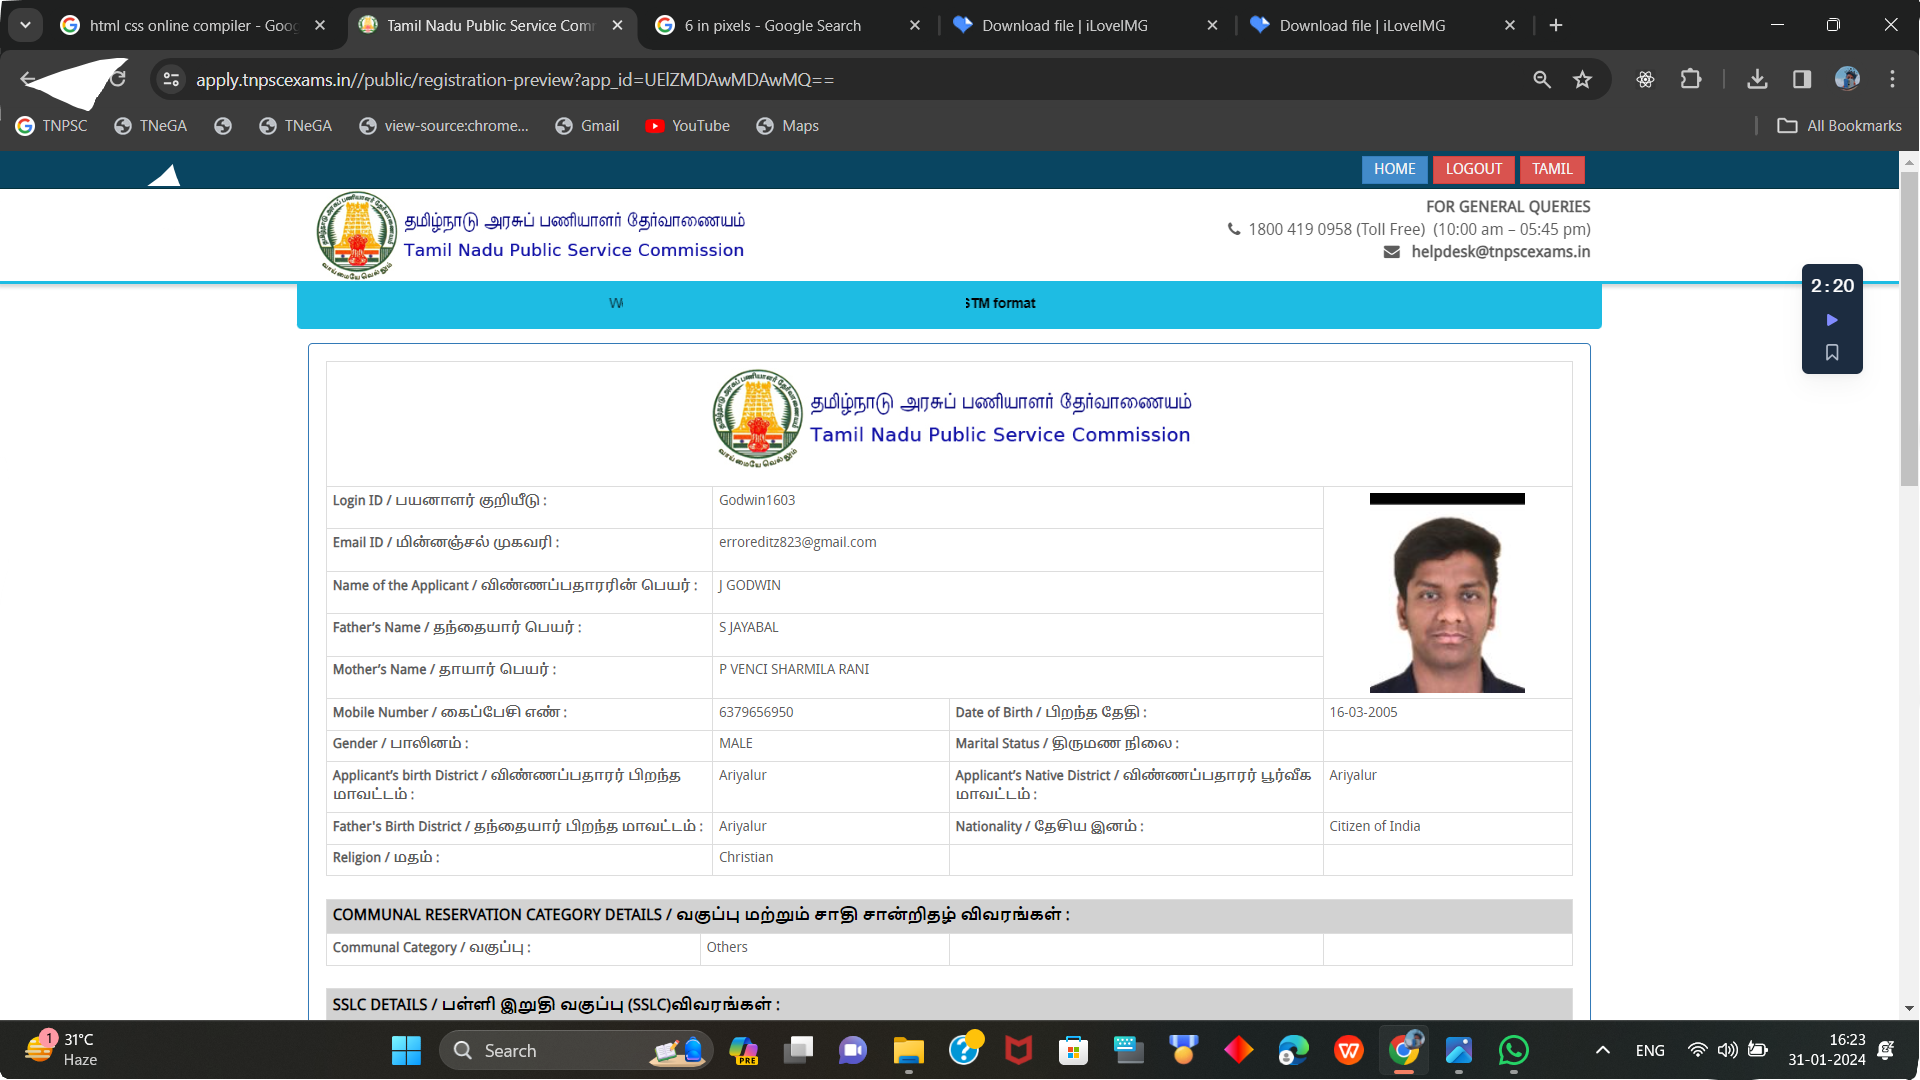 html css online compiler - Goog
Tamil Nadu Public Service Com
6 in pixels - Google Search
Download file | iLoveIMG
Download file | iLoveIMG
apply.tnpscexams.in//public/registration-preview?app_id=UElZMDAwMDAwMQ==
TNPSC
TNeGA
TNeGA
view-source:chrome...
Gmail
YouTube
Maps
All Bookmarks
HOME
LOGOUT
TAMIL
தமிழ்நாடு அரசுப் பணியாளர் தேர்வாணையம்
Tamil Nadu Public Service Commission
FOR GENERAL QUERIES
1800 419 0958 (Toll Free) (10:00 am – 05:45 pm)
helpdesk@tnpscexams.in
STM format
2:20
தமிழ்நாடு அரசுப் பணியாளர் தேர்வாணையம்
Tamil Nadu Public Service Commission
Login ID / பயனாளர் குறியீடு : Godwin1603
Email ID / மின்னஞ்சல் முகவரி : erroreditz823@gmail.com
Name of the Applicant / விண்ணப்பதாரரின் பெயர் : J GODWIN
Father's Name / தந்தையார் பெயர் : S JAYABAL
Mother's Name / தாயார் பெயர் : P VENCI SHARMILA RANI
Mobile Number / கைப்பேசி எண் : 6379656950 Date of Birth / பிறந்த தேதி : 16-03-2005
Gender / பாலினம் : MALE Marital Status / திருமண நிலை :
Applicant's birth District / விண்ணப்பதாரர் பிறந்த மாவட்டம் : Ariyalur Applicant's Native District / விண்ணப்பதாரர் பூர்வீக மாவட்டம் : Ariyalur
Father's Birth District / தந்தையார் பிறந்த மாவட்டம் : Ariyalur Nationality / தேசிய இனம் : Citizen of India
Religion / மதம் : Christian
COMMUNAL RESERVATION CATEGORY DETAILS / வகுப்பு மற்றும் சாதி சான்றிதழ் விவரங்கள் :
Communal Category / வகுப்பு : Others
SSLC DETAILS / பள்ளி இறுதி வகுப்பு (SSLC)விவரங்கள் :
1
31°C
Haze
Search
PRE
ENG
16:23
31-01-2024